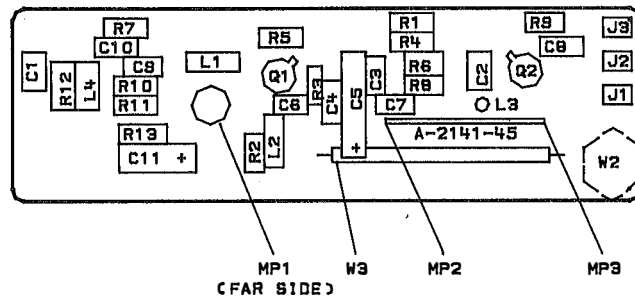 R7
C10
R5
R1
R4
R9
C8
J3
C1
R12
L4
C9
R10
R11
L1
Q1
R3
C4
C5
C3
R6
R8
C2
Q2
J2
C6
C7
L3
J1
R13
C11 +
R2
L2
+
A-2141-45
W2
MP1
(FAR SIDE)
W3
MP2
MP3